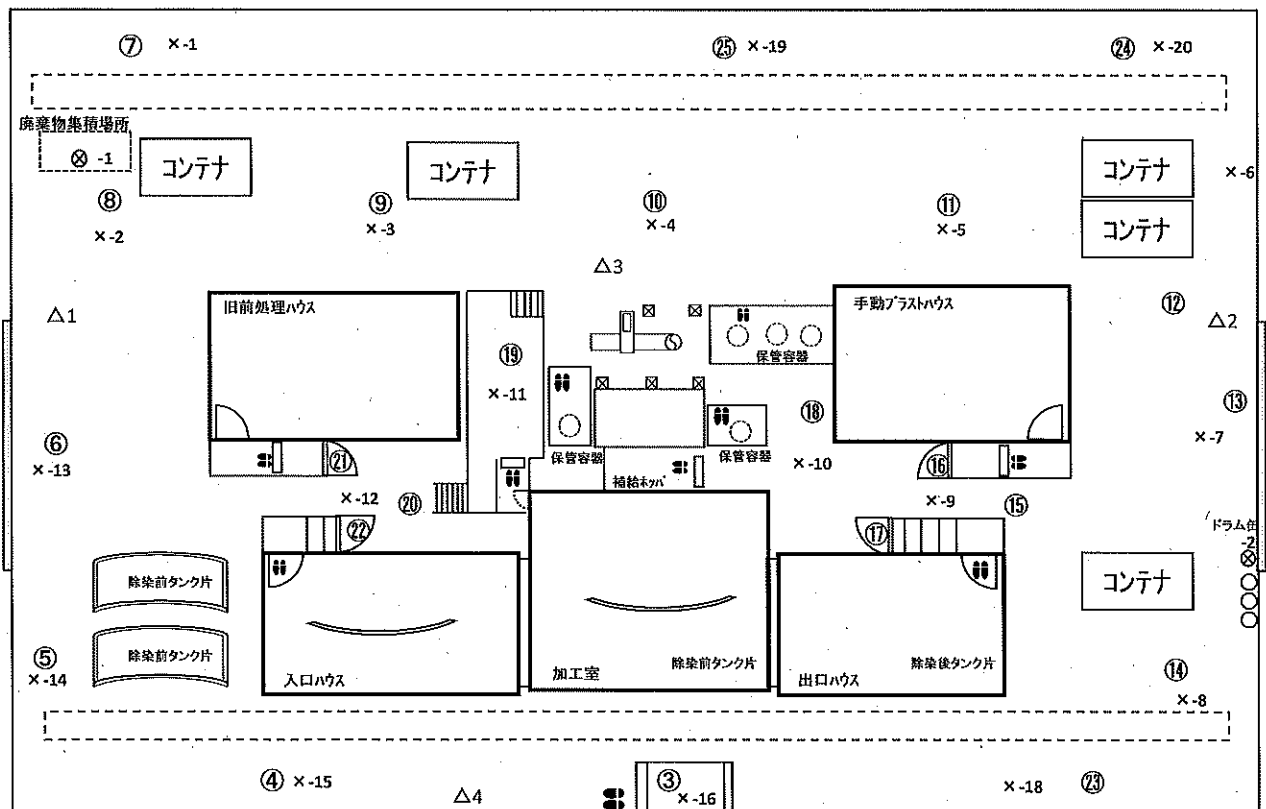 ⑦ ×-1 ㉕ ×-19 ㉔ ×-20
廃棄物集積場所
⊗ -1 コンテナ コンテナ コンテナ ×-6
⑧ ⑨ ⑩ ⑪ コンテナ
×-2 ×-3 ×-4 ×-5
△3
△1 旧前処理ハウス 手動ブラストハウス ⑫ △2
⑲ 保管容器
×-11 ⑱ ⑬
⑥ ×-7
×-13 ㉑ 保管容器 保管容器 ×-10 ⑯
補給ホッパ
×-12 ⑳ ×-9 ⑮
㉒ ⑰ ドラム缶
-2
除染前タンク片 コンテナ
除染前タンク片
⑤ 入口ハウス 加工室 除染前タンク片 出口ハウス 除染後タンク片 ⑭
×-14 ×-8
④ ×-15 △4 ③ ×-16 ×-18 ㉓